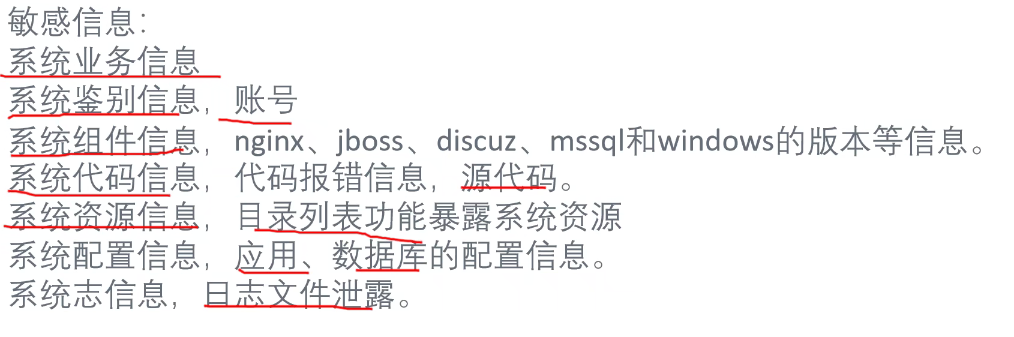 敏感信息：
系统业务信息
系统鉴别信息，账号
系统组件信息，nginx、jboss、discuz、mssql和windows的版本等信息。
系统代码信息，代码报错信息，源代码。
系统资源信息，目录列表功能暴露系统资源
系统配置信息，应用、数据库的配置信息。
系统志信息，日志文件泄露。